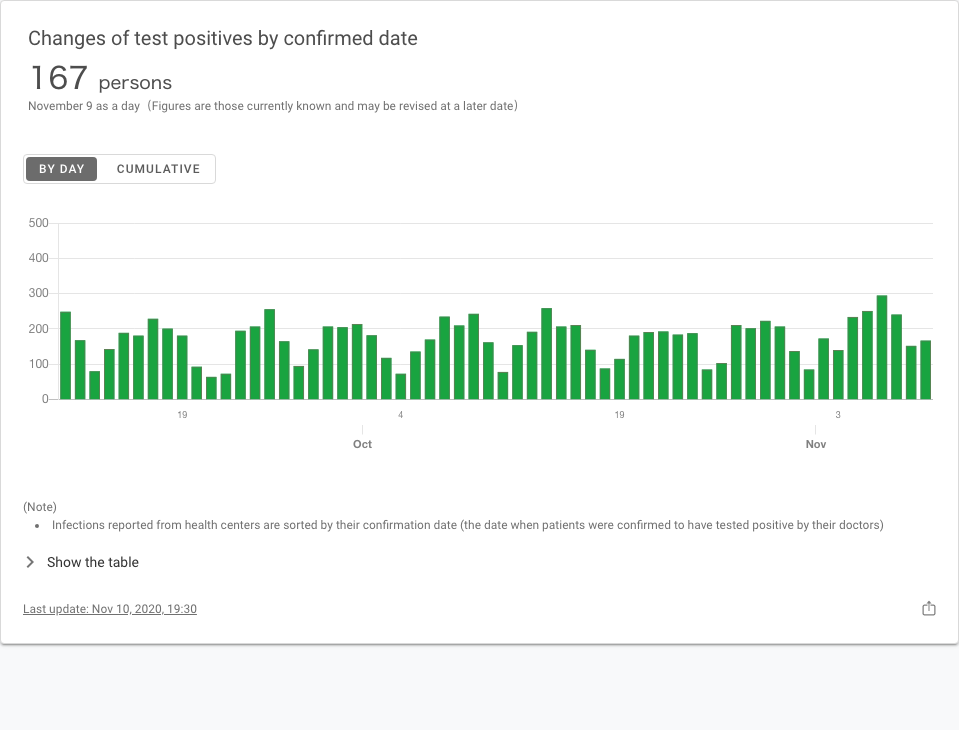 Changes of test positives by confirmed date
167 persons
November 9 as a day（Figures are those currently known and may be revised at a later date）
BY DAY CUMULATIVE
500
400
300
200
100
0
19 4 19 3
Oct Nov
(Note)
• Infections reported from health centers are sorted by their confirmation date (the date when patients were confirmed to have tested positive by their doctors)
Show the table
Last update: Nov 10, 2020, 19:30